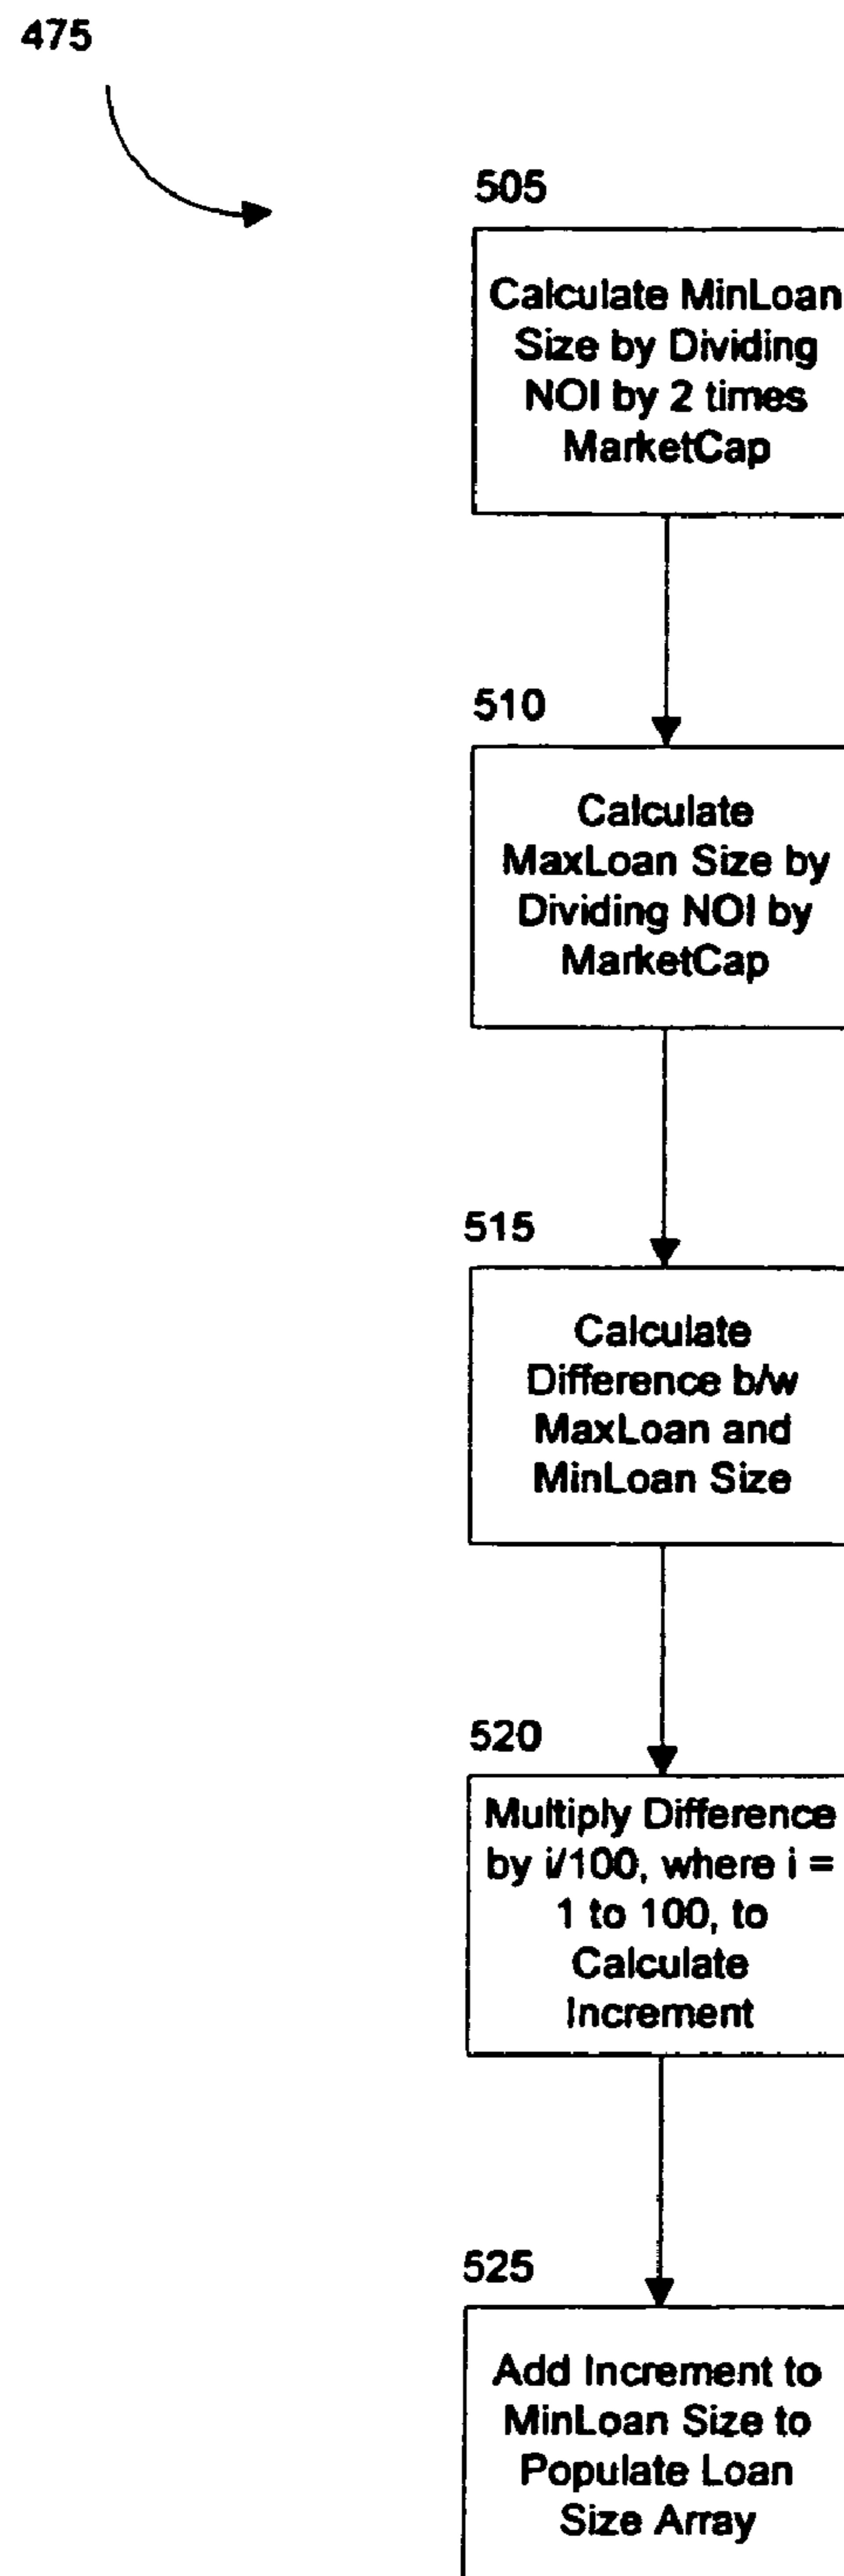 475
505
Calculate MinLoan
Size by Dividing
NOI by 2 times
MarketCap
510
Calculate
MaxLoan Size by
Dividing NOI by
MarketCap
515
Calculate
Difference b/w
MaxLoan and
MinLoan Size
520
Multiply Difference
by i/100, where i =
1 to 100, to
Calculate
Increment
525
Add Increment to
MinLoan Size to
Populate Loan
Size Array